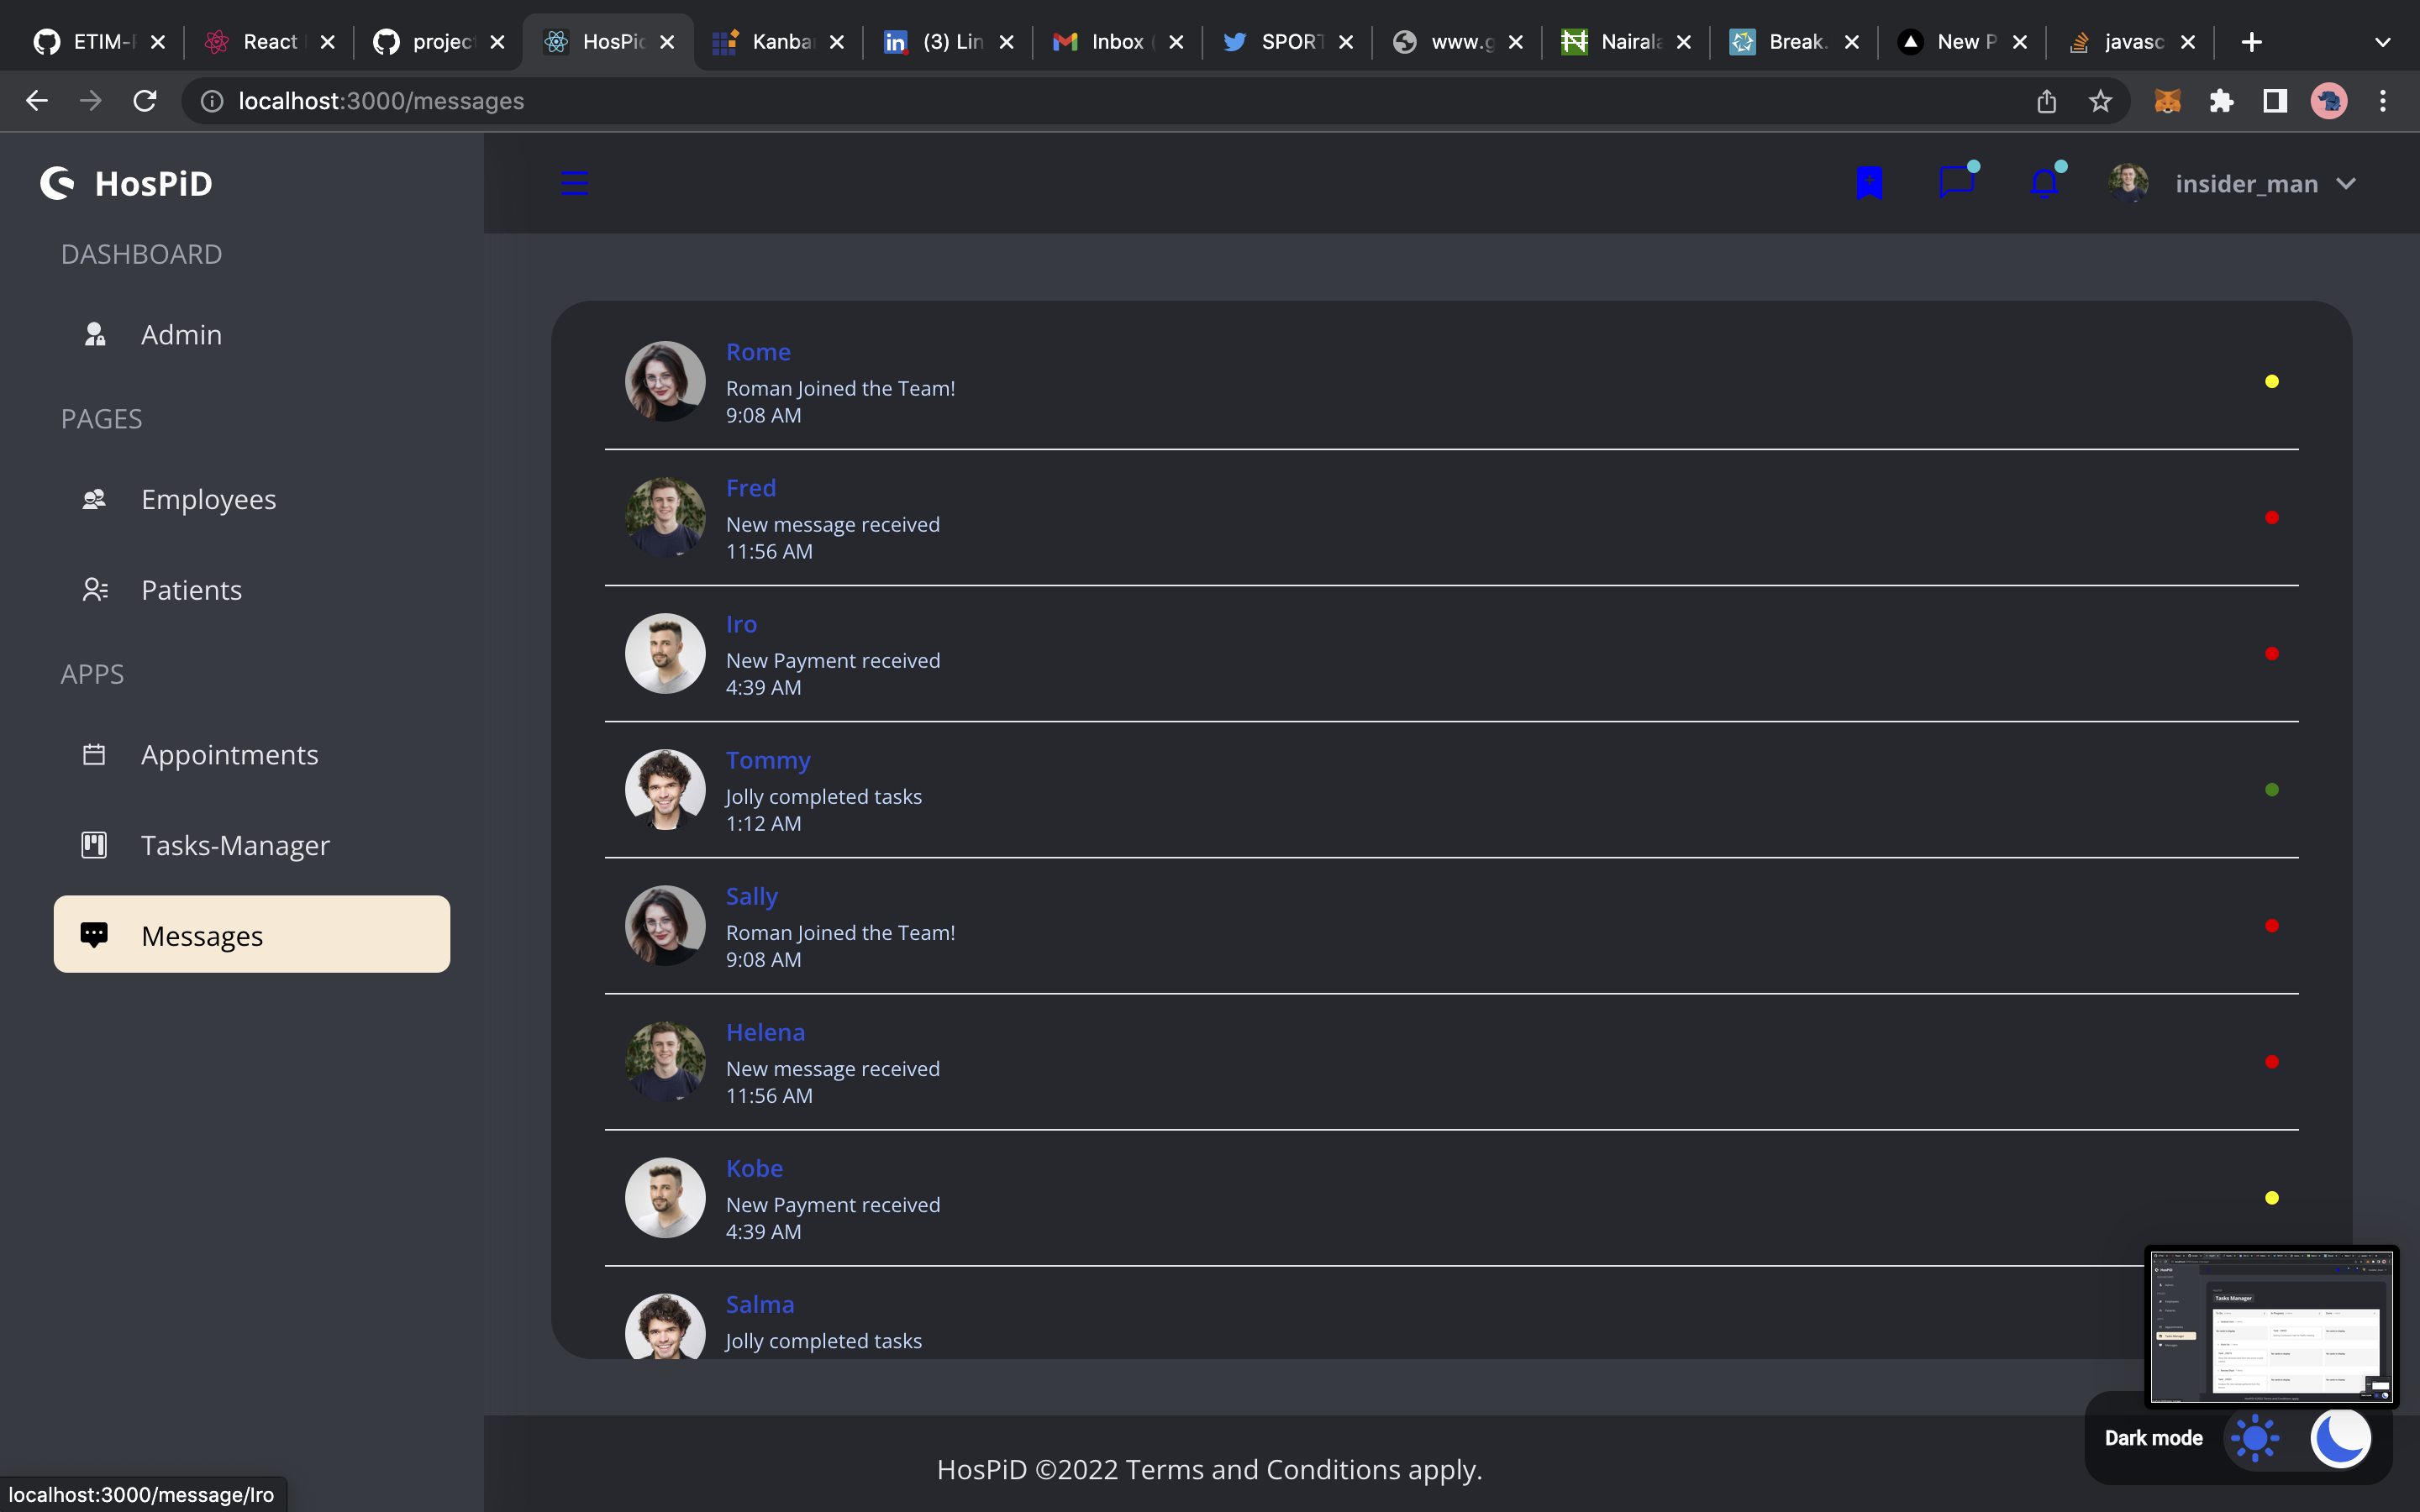 ETIM-
React
projec
HosPiD
Kanba
(3) Lin
Inbox (
SPORT
www.g
Nairala
Break.
New P
javasc
localhost:3000/messages
HosPiD
insider_man
DASHBOARD
Admin
PAGES
Employees
Patients
APPS
Appointments
Tasks-Manager
Messages
Rome
Roman Joined the Team!
9:08 AM
Fred
New message received
11:56 AM
Iro
New Payment received
4:39 AM
Tommy
Jolly completed tasks
1:12 AM
Sally
Roman Joined the Team!
9:08 AM
Helena
New message received
11:56 AM
Kobe
New Payment received
4:39 AM
Salma
Jolly completed tasks
Tasks Manager
Dark mode
HosPiD ©2022 Terms and Conditions apply.
localhost:3000/message/Iro